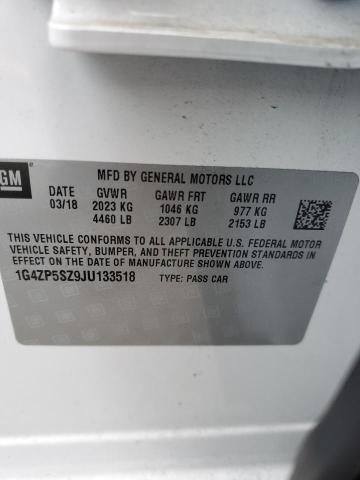 GM
MFD BY GENERAL MOTORS LLC
DATE GVWR GAWR FRT GAWR RR
03/18 2023 KG 1046 KG 977 KG
4460 LB 2307 LB 2153 LB
THIS VEHICLE CONFORMS TO ALL APPLICABLE U.S. FEDERAL MOTOR
VEHICLE SAFETY, BUMPER, AND THEFT PREVENTION STANDARDS
IN EFFECT ON THE DATE OF MANUFACTURE SHOWN ABOVE.
1G4ZP5SZ9JU133518 TYPE: PASS CAR